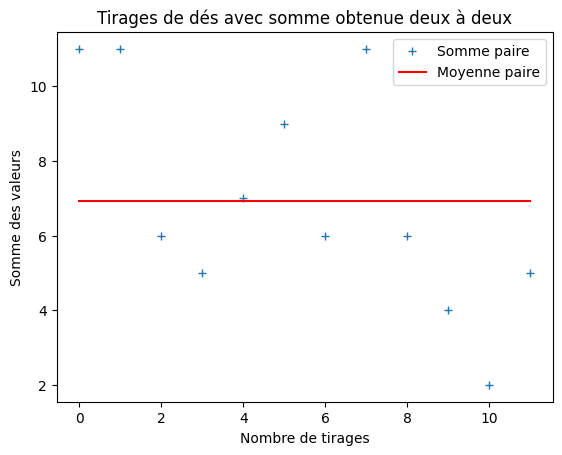 Tirages de dés avec somme obtenue deux à deux
Somme paire
Moyenne paire
Somme des valeurs
10
8
6
4
2
0 2 4 6 8 10
Nombre de tirages